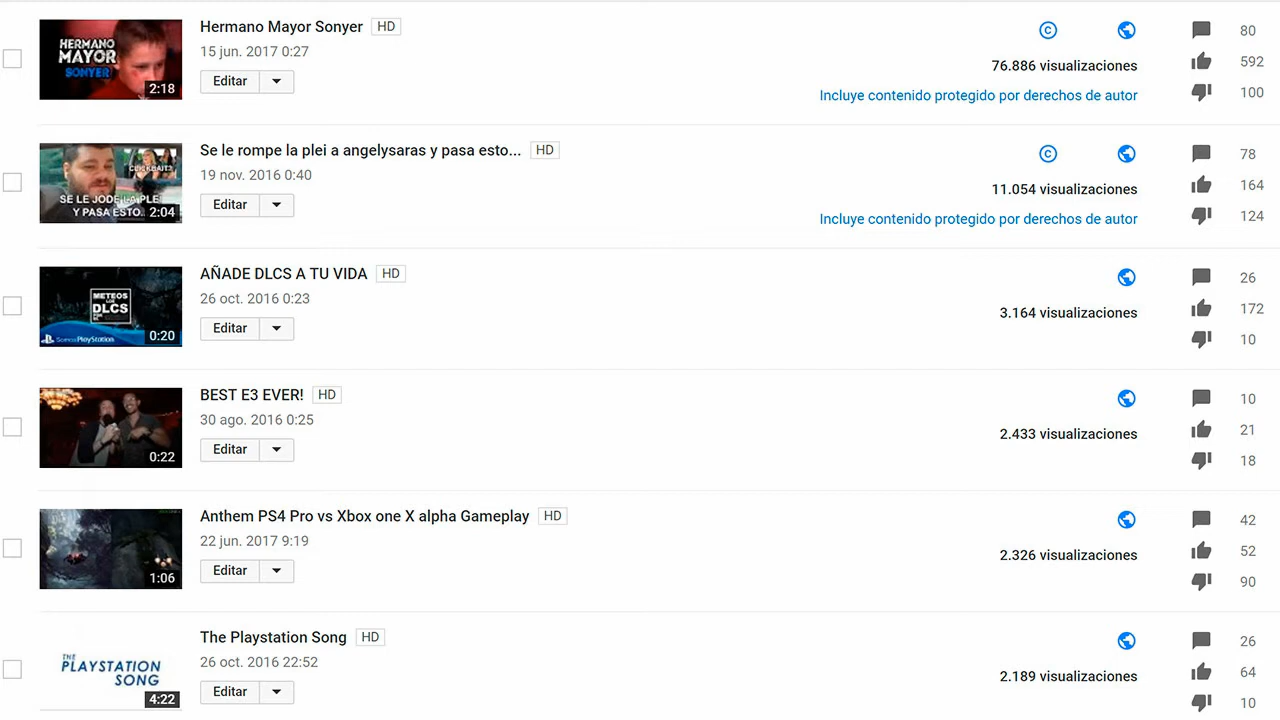 HERMANO
MAYOR
SONYER
2:18
Hermano Mayor Sonyer HD
15 jun. 2017 0:27
Editar
76.886 visualizaciones
Incluye contenido protegido por derechos de autor
80
592
100
CLICKBAIT?
SE LE JODE LA PLE
Y PASA ESTO..
2:04
Se le rompe la plei a angelysaras y pasa esto... HD
19 nov. 2016 0:40
Editar
11.054 visualizaciones
Incluye contenido protegido por derechos de autor
78
164
124
METEOS
LOS
DLCS
POR
EL
SomosPlayStation
0:20
AÑADE DLCS A TU VIDA HD
26 oct. 2016 0:23
Editar
3.164 visualizaciones
26
172
10
0:22
BEST E3 EVER! HD
30 ago. 2016 0:25
Editar
2.433 visualizaciones
10
21
18
1:06
Anthem PS4 Pro vs Xbox one X alpha Gameplay HD
22 jun. 2017 9:19
Editar
2.326 visualizaciones
42
52
90
THE
PLAYSTATION
SONG
4:22
The Playstation Song HD
26 oct. 2016 22:52
Editar
2.189 visualizaciones
26
64
10